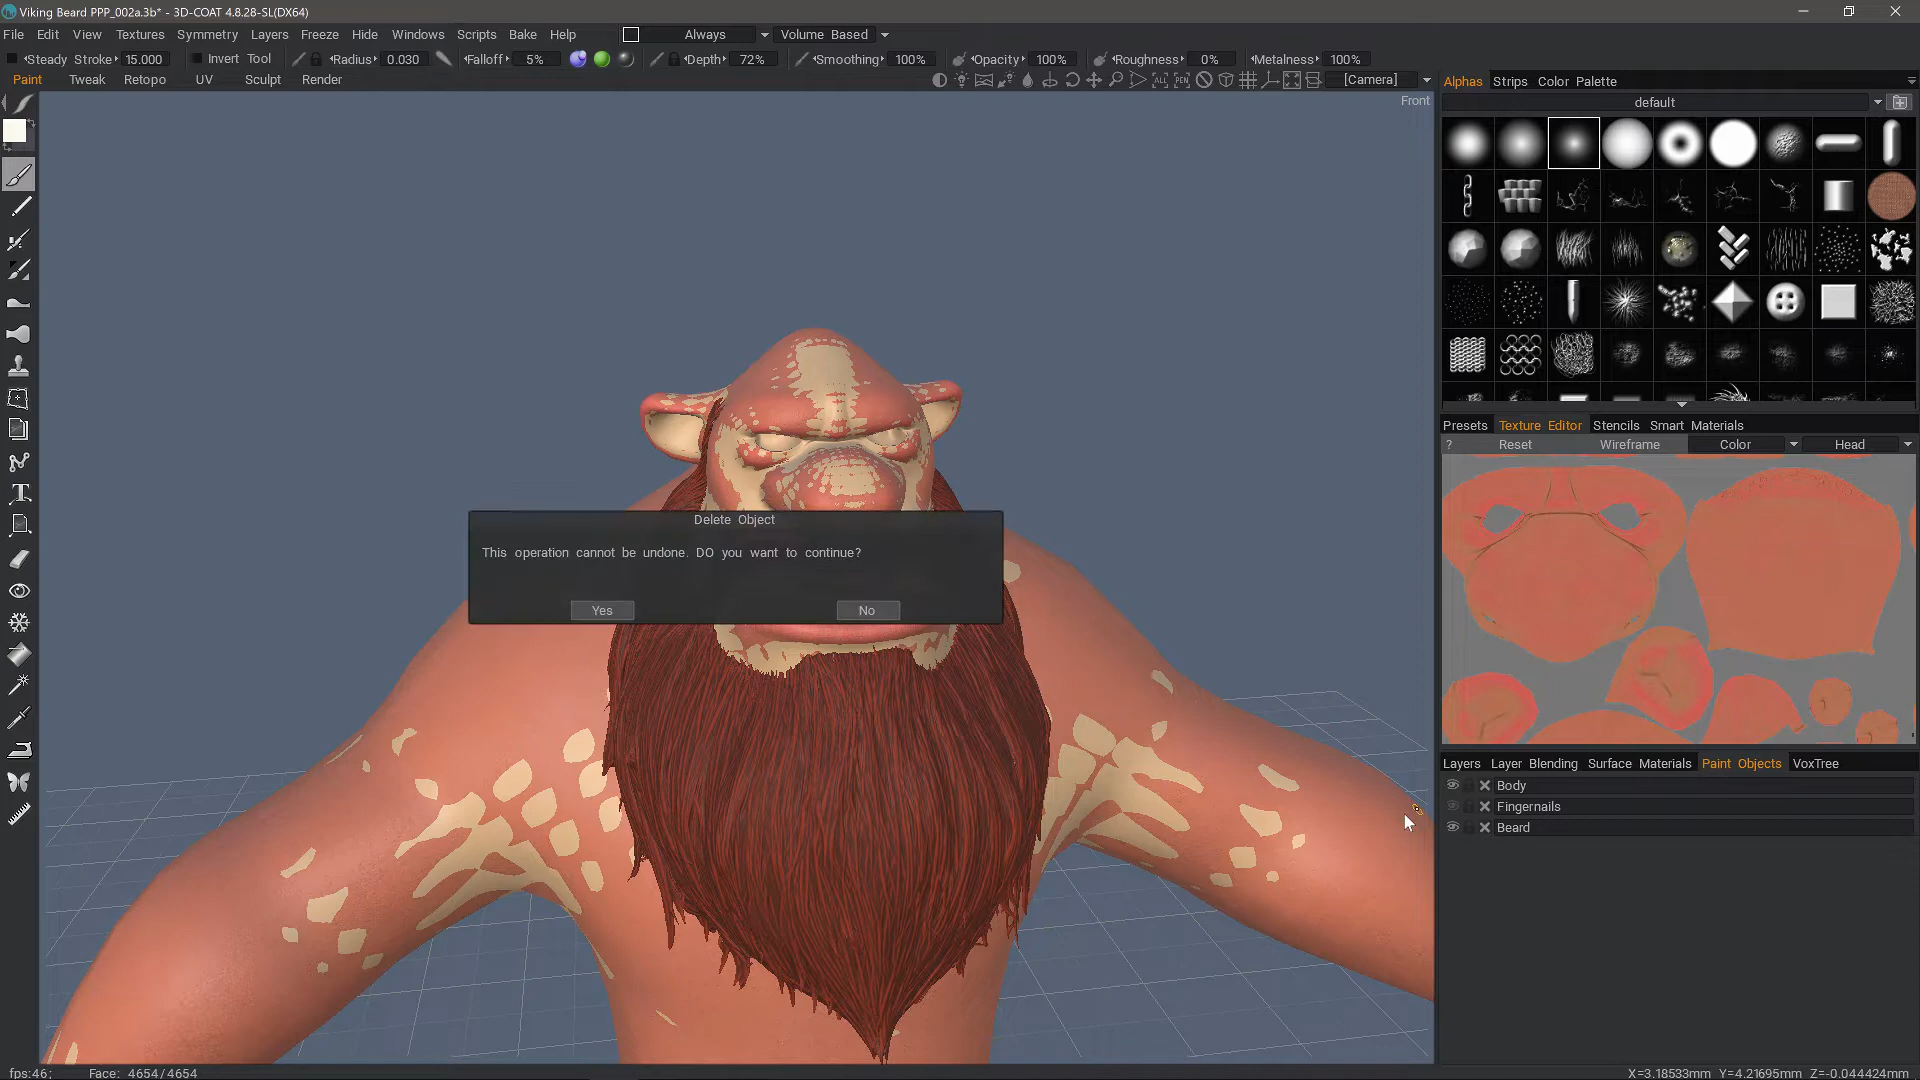 Viking Beard PPP_002a.3b* - 3D-COAT 4.8.28-SL(DX64)
File Edit View Textures Symmetry Layers Freeze Hide Windows Scripts Bake Help Always Volume Based
Steady Stroke 15.000 Invert Tool Radius 0.030 Falloff 5% Depth 72% Smoothing 100% Opacity 100% Roughness 0% Metalness 100%
Paint Tweak Retopo UV Sculpt Render ALL PEN [Camera]
Front
Alphas Strips Color Palette
default
Presets Texture Editor Stencils Smart Materials
? Reset Wireframe Color Head
Delete Object
This operation cannot be undone. DO you want to continue?
Yes No
Layers Layer Blending Surface Materials Paint Objects VoxTree
Body
Fingernails
Beard
fps:46; Face: 4654/4654
X=3.18533mm Y=4.21695mm Z=-0.044424mm